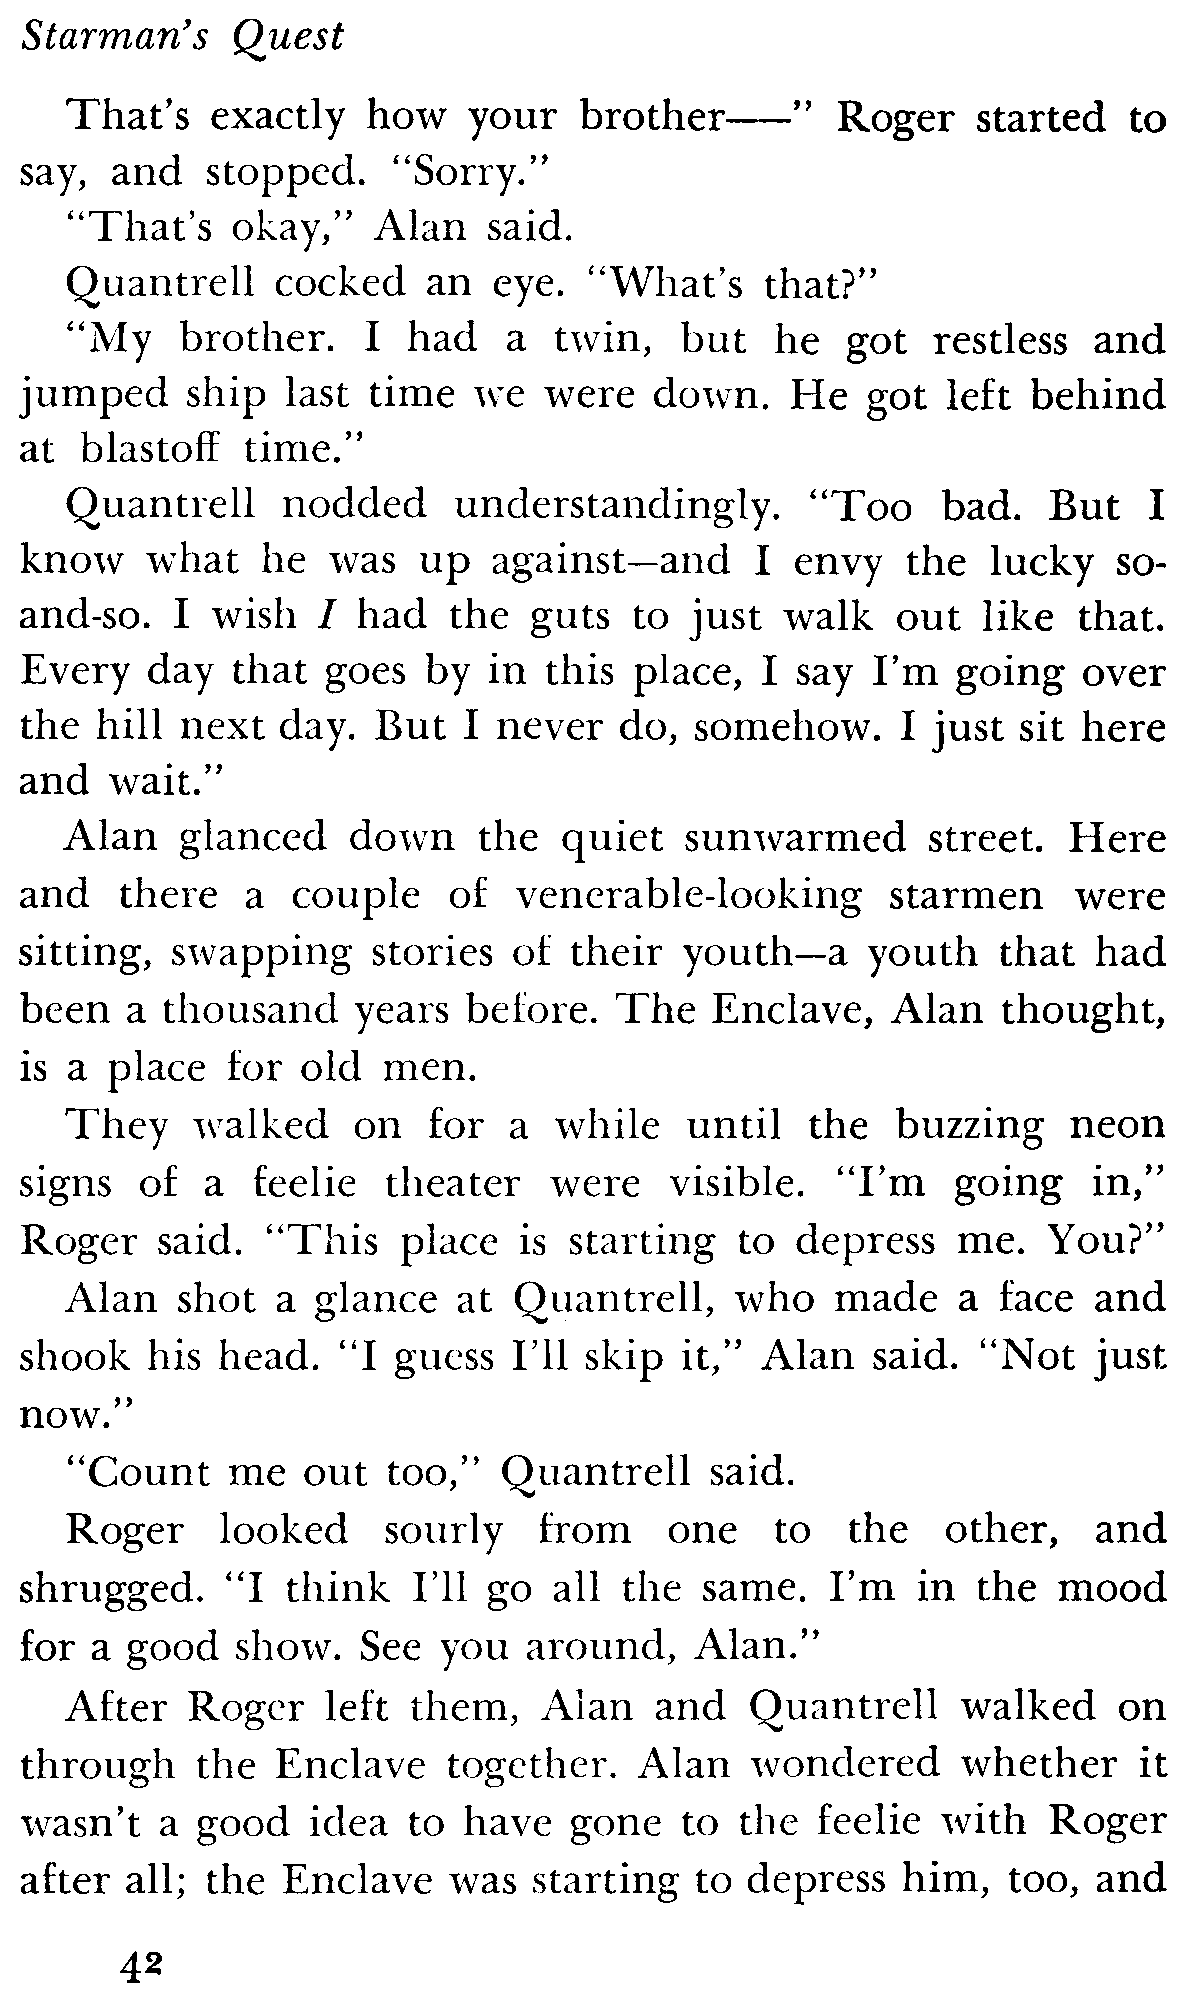 Starman's Quest
That's exactly how your brother——" Roger started to
say, and stopped. "Sorry."
"That's okay," Alan said.
Quantrell cocked an eye. "What's that?"
"My brother. I had a twin, but he got restless and
jumped ship last time we were down. He got left behind
at blastoff time."
Quantrell nodded understandingly. "Too bad. But I
know what he was up against—and I envy the lucky so-
and-so. I wish I had the guts to just walk out like that.
Every day that goes by in this place, I say I'm going over
the hill next day. But I never do, somehow. I just sit here
and wait."
Alan glanced down the quiet sunwarmed street. Here
and there a couple of venerable-looking starmen were
sitting, swapping stories of their youth—a youth that had
been a thousand years before. The Enclave, Alan thought,
is a place for old men.
They walked on for a while until the buzzing neon
signs of a feelie theater were visible. "I'm going in,"
Roger said. "This place is starting to depress me. You?"
Alan shot a glance at Quantrell, who made a face and
shook his head. "I guess I'll skip it," Alan said. "Not just
now."
"Count me out too," Quantrell said.
Roger looked sourly from one to the other, and
shrugged. "I think I'll go all the same. I'm in the mood
for a good show. See you around, Alan."
After Roger left them, Alan and Quantrell walked on
through the Enclave together. Alan wondered whether it
wasn't a good idea to have gone to the feelie with Roger
after all; the Enclave was starting to depress him, too, and
42